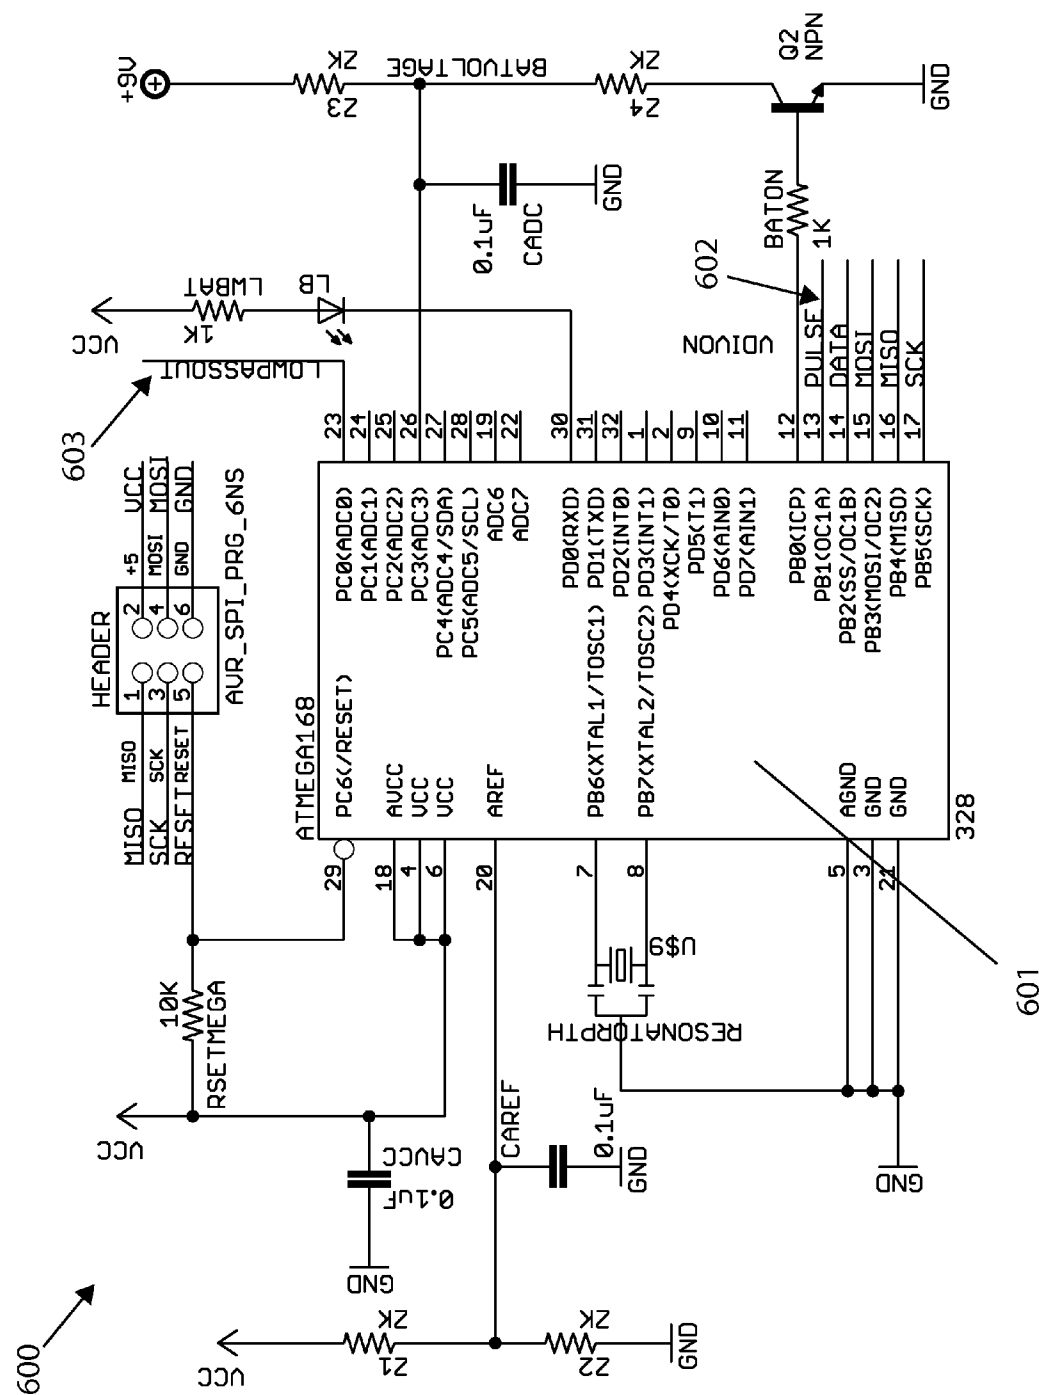 600
VCC
Z1
2K
Z2
2K
GND
VCC
GND
0.1uF
CAVCC
CAREF
0.1uF
GND
10K
RSETMEGA
MISO
SCK
RESET
MISO
SCK
RESET
HEADER
1
3
5
2
4
6
AVR_SPI_PRG_6NS
+5
MOSI
GND
VCC
MOSI
GND
603
ATMEGA168
29
18
4
6
20
7
8
5
3
21
PC6(/RESET)
AVCC
VCC
VCC
AREF
PB6(XTAL1/TOSC1)
PB7(XTAL2/TOSC2)
AGND
GND
GND
328
PC0(ADC0)
PC1(ADC1)
PC2(ADC2)
PC3(ADC3)
PC4(ADC4/SDA)
PC5(ADC5/SCL)
ADC6
ADC7
PD0(RXD)
PD1(TXD)
PD2(INT0)
PD3(INT1)
PD4(XCK/T0)
PD5(T1)
PD6(AIN0)
PD7(AIN1)
PB0(ICP)
PB1(OC1A)
PB2(SS/OC1B)
PB3(MOSI/OC2)
PB4(MISO)
PB5(SCK)
23
24
25
26
27
28
19
22
30
31
32
1
2
9
10
11
12
13
14
15
16
17
RESONATORPTH
U$9
GND
601
VCC
1K
LWBAT
LB
LOWPASSOUT
+9V
Z3
2K
BATVOLTAGE
Z4
2K
0.1uF
CADC
GND
Q2
NPN
GND
BATON
1K
602
VDIVON
PULSE
DATA
MOSI
MISO
SCK